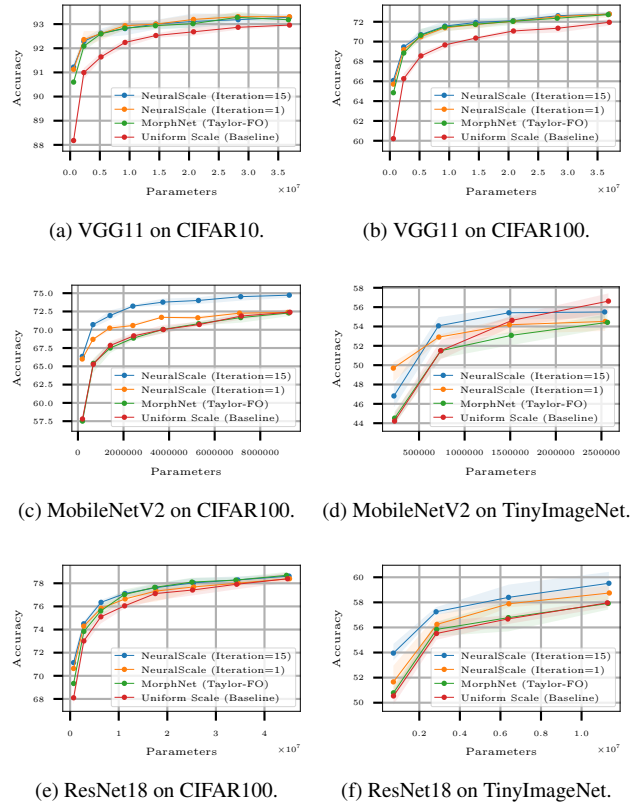 93
92
91
90
89
88
Accuracy
NeuralScale (Iteration=15)
NeuralScale (Iteration=1)
MorphNet (Taylor-FO)
Uniform Scale (Baseline)
0.0 0.5 1.0 1.5 2.0 2.5 3.0 3.5
×10⁷
Parameters
(a) VGG11 on CIFAR10.
72
70
68
66
64
62
60
Accuracy
NeuralScale (Iteration=15)
NeuralScale (Iteration=1)
MorphNet (Taylor-FO)
Uniform Scale (Baseline)
0.0 0.5 1.0 1.5 2.0 2.5 3.0 3.5
×10⁷
Parameters
(b) VGG11 on CIFAR100.
75.0
72.5
70.0
67.5
65.0
62.5
60.0
57.5
Accuracy
NeuralScale (Iteration=15)
NeuralScale (Iteration=1)
MorphNet (Taylor-FO)
Uniform Scale (Baseline)
0 2000000 4000000 6000000 8000000
Parameters
(c) MobileNetV2 on CIFAR100.
58
56
54
52
50
48
46
44
Accuracy
NeuralScale (Iteration=15)
NeuralScale (Iteration=1)
MorphNet (Taylor-FO)
Uniform Scale (Baseline)
500000 1000000 1500000 2000000 2500000
Parameters
(d) MobileNetV2 on TinyImageNet.
78
76
74
72
70
68
Accuracy
NeuralScale (Iteration=15)
NeuralScale (Iteration=1)
MorphNet (Taylor-FO)
Uniform Scale (Baseline)
0 1 2 3 4
×10⁷
Parameters
(e) ResNet18 on CIFAR100.
60
58
56
54
52
50
Accuracy
NeuralScale (Iteration=15)
NeuralScale (Iteration=1)
MorphNet (Taylor-FO)
Uniform Scale (Baseline)
0.2 0.4 0.6 0.8 1.0
×10⁷
Parameters
(f) ResNet18 on TinyImageNet.